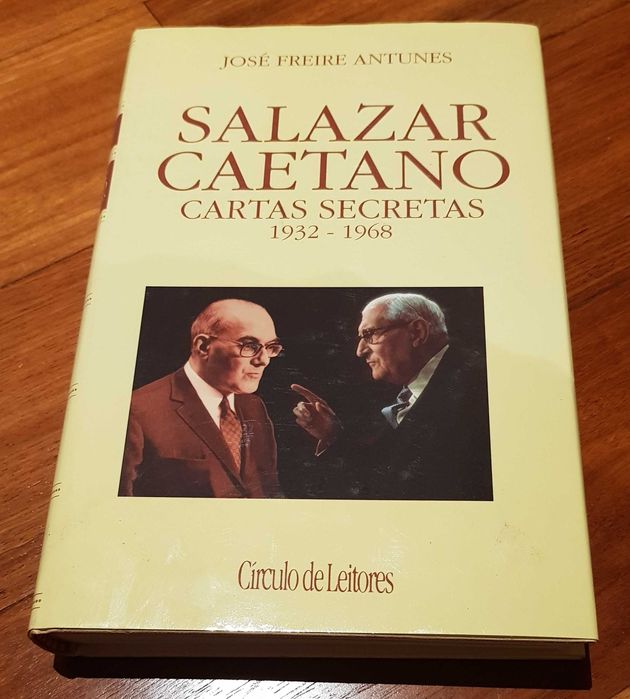 JOSÉ FREIRE ANTUNES
SALAZAR
CAETANO
CARTAS SECRETAS
1932 - 1968
Círculo de Leitores